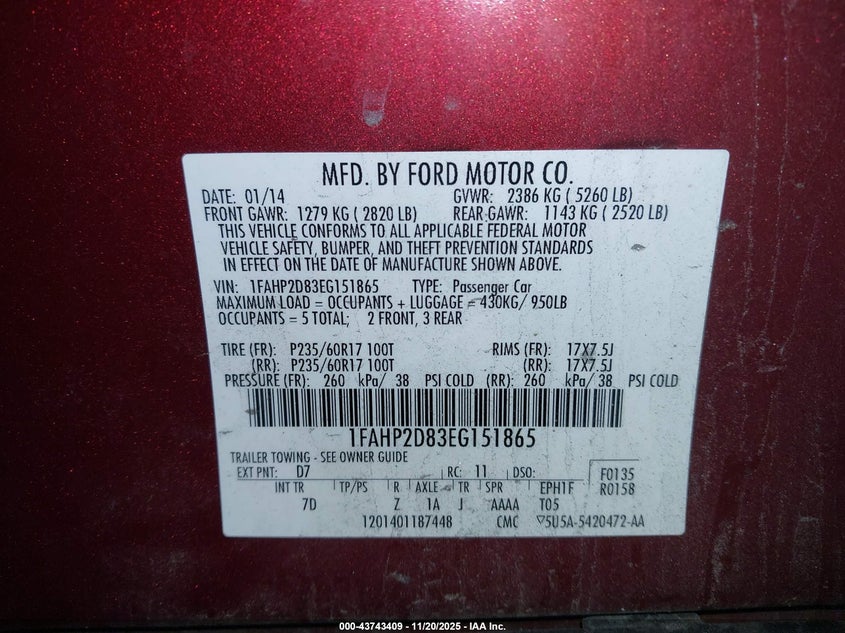 MFD. BY FORD MOTOR CO.
DATE: 01/14 GVWR: 2386 KG ( 5260 LB)
FRONT GAWR: 1279 KG ( 2820 LB) REAR GAWR: 1143 KG ( 2520 LB)
THIS VEHICLE CONFORMS TO ALL APPLICABLE FEDERAL MOTOR
VEHICLE SAFETY, BUMPER, AND THEFT PREVENTION STANDARDS
IN EFFECT ON THE DATE OF MANUFACTURE SHOWN ABOVE.
VIN: 1FAHP2D83EG151865 TYPE: Passenger Car
MAXIMUM LOAD = OCCUPANTS + LUGGAGE = 430KG/ 950LB
OCCUPANTS = 5 TOTAL; 2 FRONT, 3 REAR
TIRE (FR): P235/60R17 100T RIMS (FR): 17X7.5J
(RR): P235/60R17 100T (RR): 17X7.5J
PRESSURE (FR): 260 kPa/ 38 PSI COLD (RR): 260 kPa/ 38 PSI COLD
1FAHP2D83EG151865
TRAILER TOWING - SEE OWNER GUIDE
EXT PNT: D7 RC: 11 DSO: F0135
INT TR TP/PS R AXLE TR SPR EPH1F R0158
7D Z 1A J AAAA T05
1201401187448 CMC 5U5A-5420472-AA
000-43743409 - 11/20/2025 - IAA Inc.